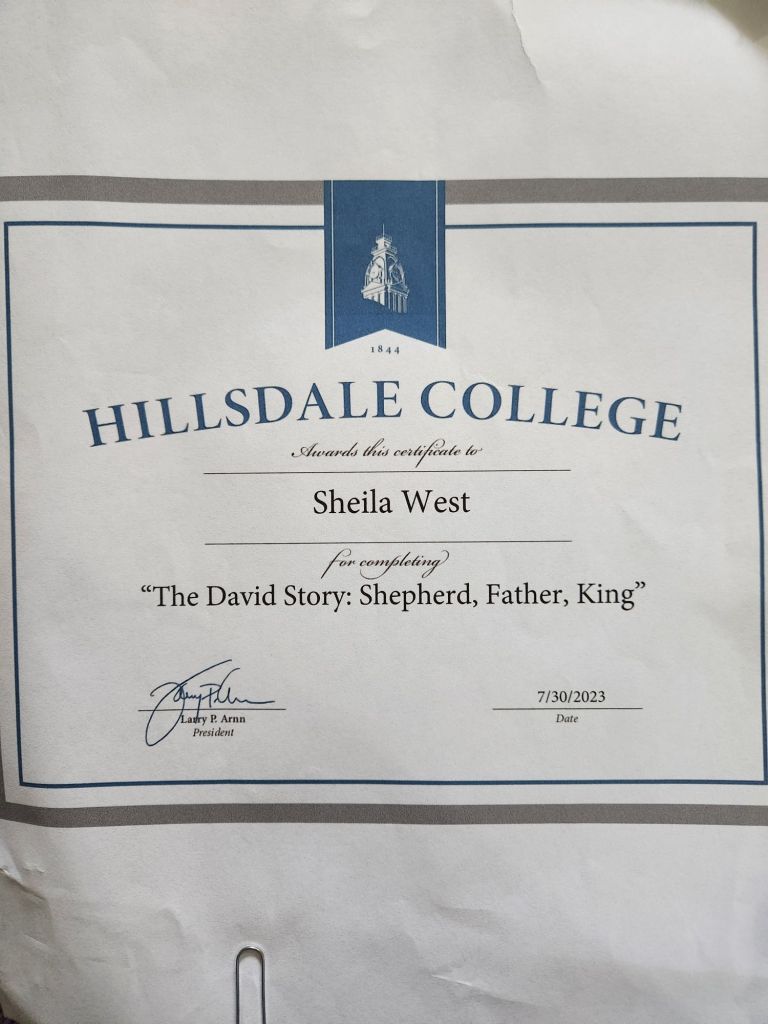 1844
HILLSDALE COLLEGE
Awards this certificate to
Sheila West
for completing
“The David Story: Shepherd, Father, King”
Larry P. Arnn
President
7/30/2023
Date